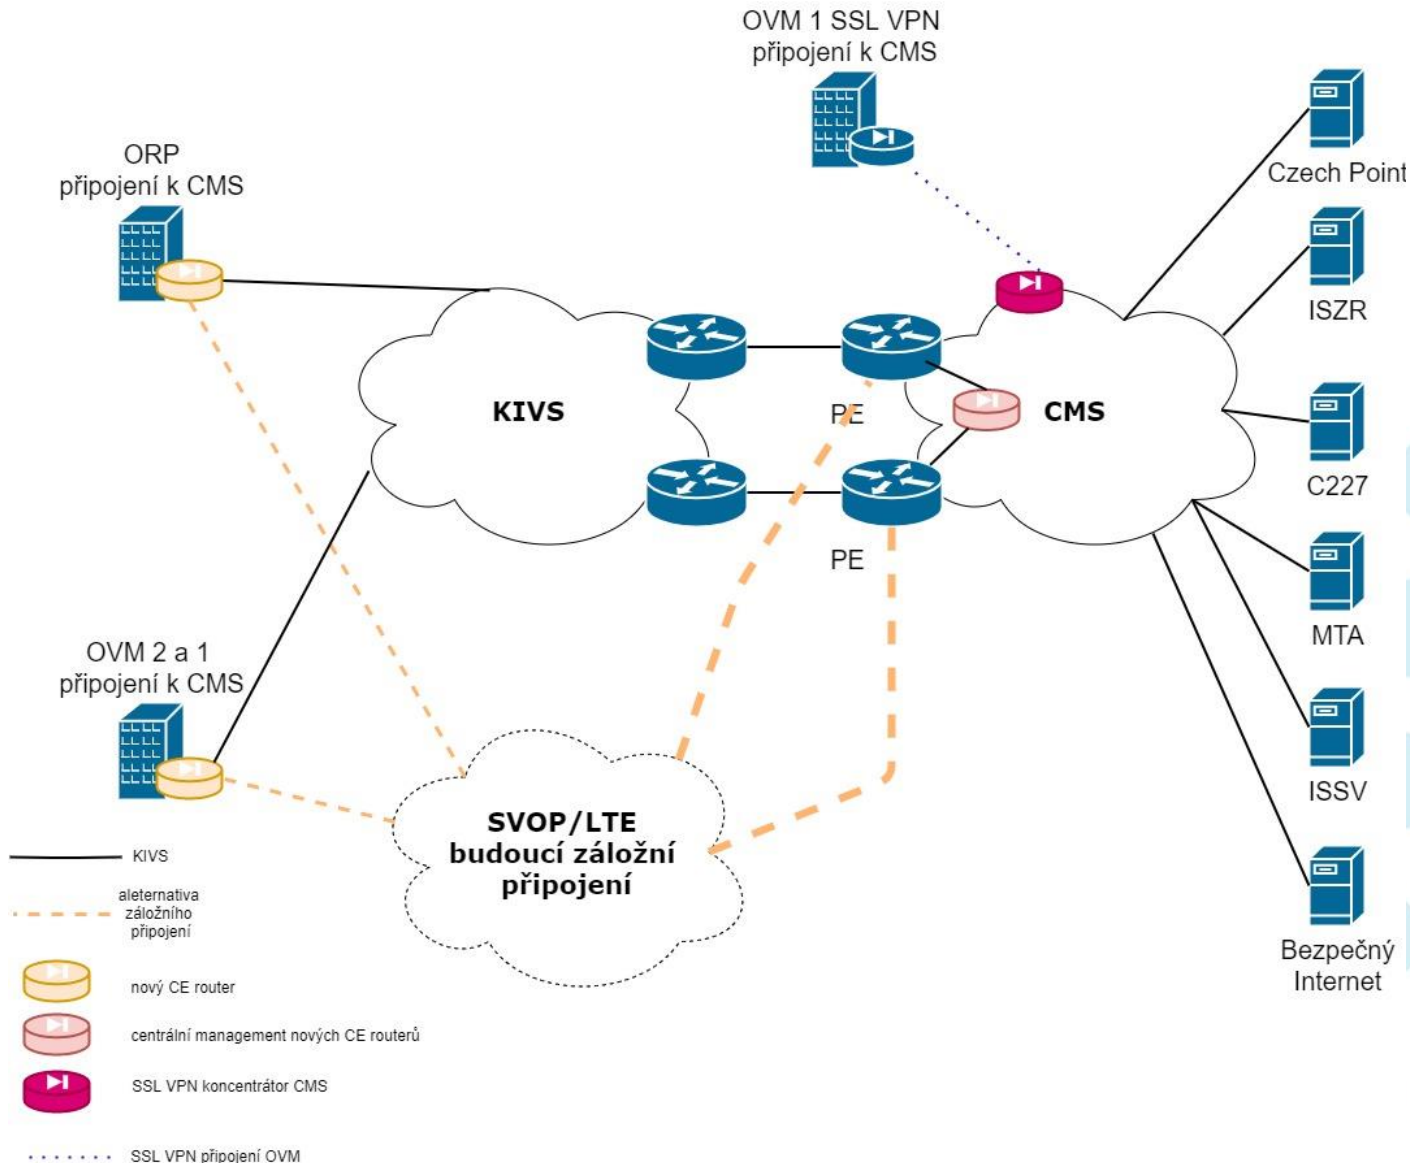 OVM 1 SSL VPN
připojení k CMS
ORP
připojení k CMS
Czech Point
ISZR
KIVS
PE
CMS
C227
PE
MTA
OVM 2 a 1
připojení k CMS
SVOP/LTE
budoucí záložní
připojení
ISSV
Bezpečný
Internet
KIVS
aleternativa
záložního
připojení
nový CE router
centrální management nových CE routerů
SSL VPN koncentrátor CMS
SSL VPN připojení OVM